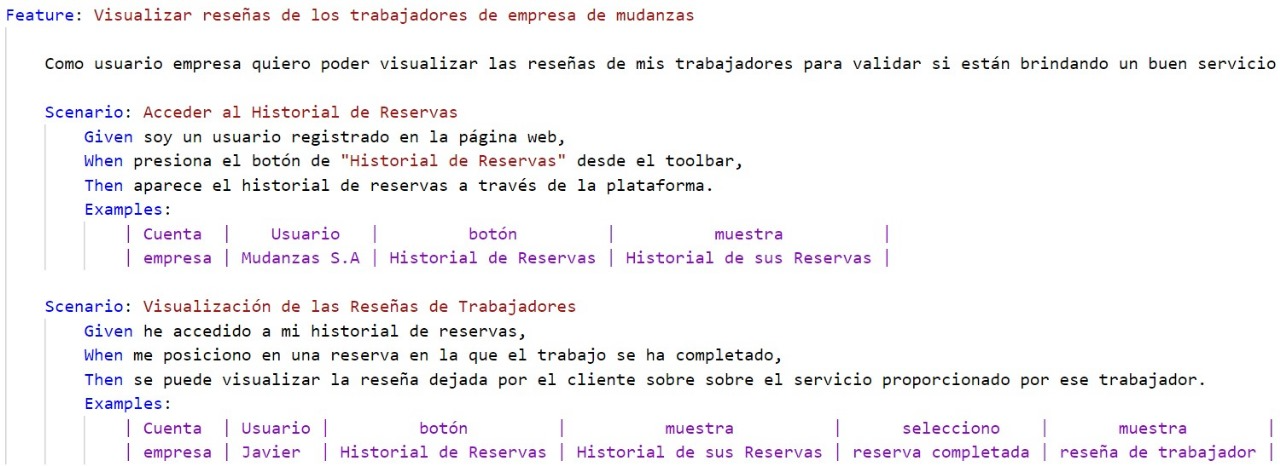 Feature: Visualizar reseñas de los trabajadores de empresa de mudanzas
Como usuario empresa quiero poder visualizar las reseñas de mis trabajadores para validar si están brindando un buen servicio
Scenario: Acceder al Historial de Reservas
Given soy un usuario registrado en la página web,
When presiona el botón de "Historial de Reservas" desde el toolbar,
Then aparece el historial de reservas a través de la plataforma.
Examples:
| Cuenta | Usuario | botón | muestra |
| empresa | Mudanzas S.A | Historial de Reservas | Historial de sus Reservas |
Scenario: Visualización de las Reseñas de Trabajadores
Given he accedido a mi historial de reservas,
When me posiciono en una reserva en la que el trabajo se ha completado,
Then se puede visualizar la reseña dejada por el cliente sobre sobre el servicio proporcionado por ese trabajador.
Examples:
| Cuenta | Usuario | botón | muestra | selecciono | muestra |
| empresa | Javier | Historial de Reservas | Historial de sus Reservas | reserva completada | reseña de trabajador |